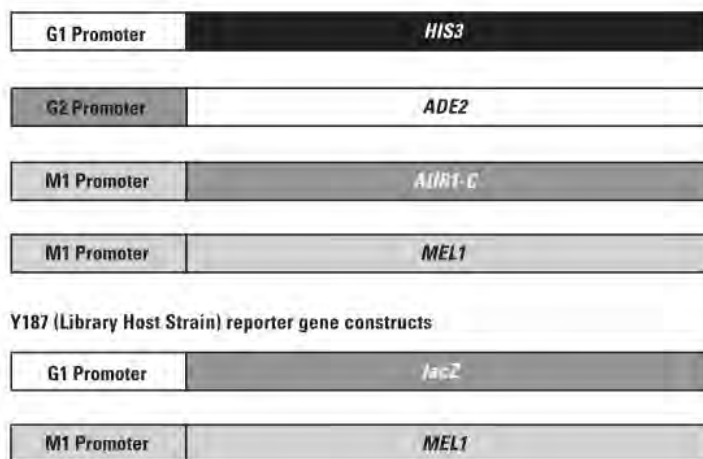 G1 Promoter HIS3
G2 Promoter ADE2
M1 Promoter AUR1-C
M1 Promoter MEL1
Y187 (Library Host Strain) reporter gene constructs
G1 Promoter lacZ
M1 Promoter MEL1